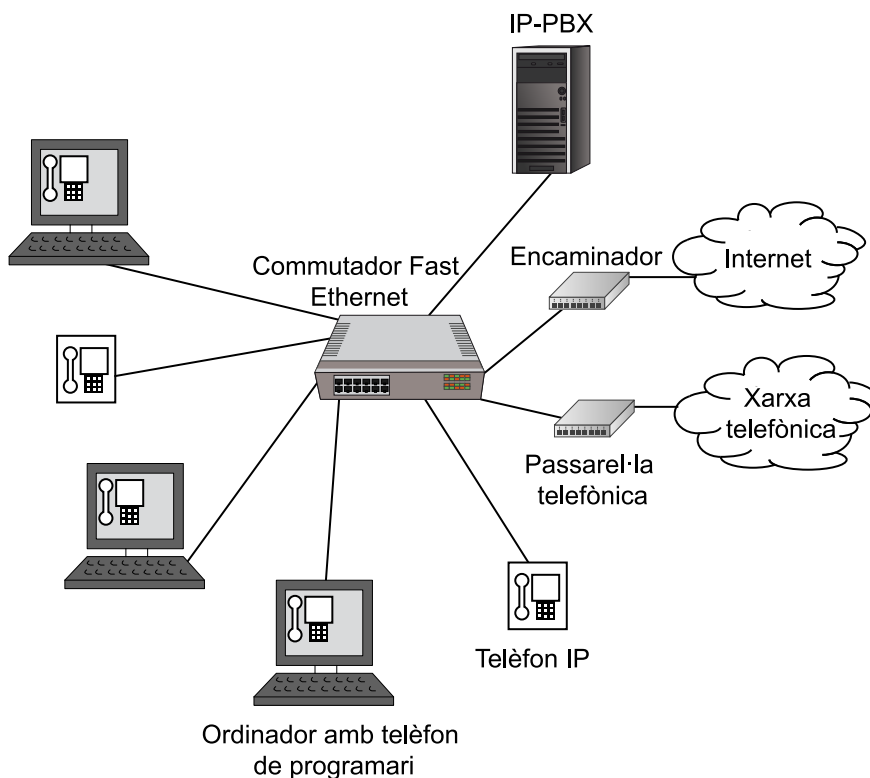 IP-PBX
Commutador Fast
Ethernet
Encaminador
Internet
Xarxa
telefònica
Passarel·la
telefònica
Telèfon IP
Ordinador amb telèfon
de programari